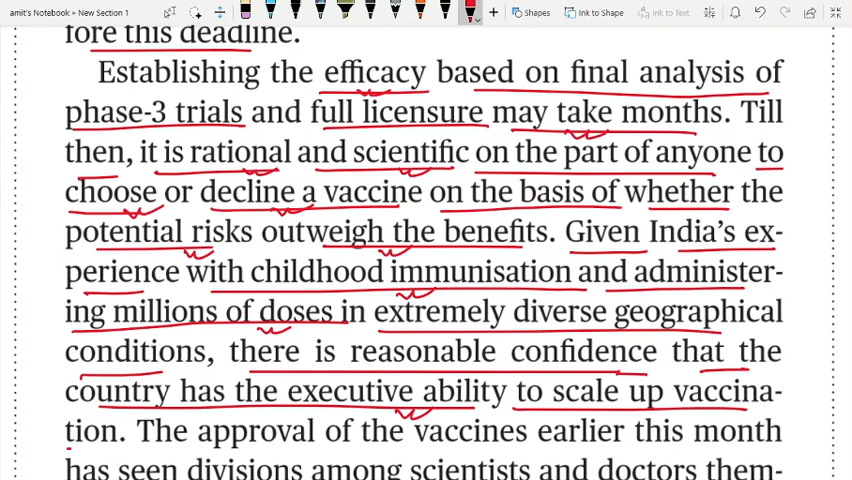 amit's Notebook » New Section 1
Shapes Ink to Shape Ink to Text
fore this deadline.
Establishing the efficacy based on final analysis of
phase-3 trials and full licensure may take months. Till
then, it is rational and scientific on the part of anyone to
choose or decline a vaccine on the basis of whether the
potential risks outweigh the benefits. Given India's ex-
perience with childhood immunisation and administer-
ing millions of doses in extremely diverse geographical
conditions, there is reasonable confidence that the
country has the executive ability to scale up vaccina-
tion. The approval of the vaccines earlier this month
has seen divisions among scientists and doctors them-